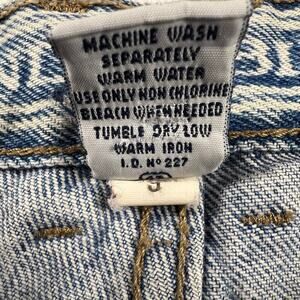 MACHINE WASH
SEPARATELY
WARM WATER
USE ONLY NON CHLORINE
BLEACH WHEN NEEDED
TUMBLE DRY LOW
WARM IRON
I.D. Nº 227